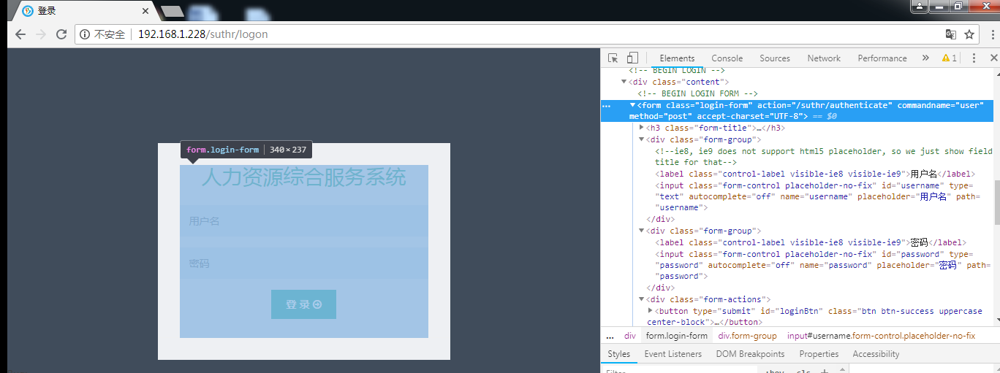 登录
不安全 192.168.1.228/suthr/logon
Elements Console Sources Network Performance » 1
<!-- BEGIN LOGIN -->
<div class="content">
<!-- BEGIN LOGIN FORM -->
<form class="login-form" action="/suthr/authenticate" commandname="user"
method="post" accept-charset="UTF-8"> == $0
<h3 class="form-title">…</h3>
<div class="form-group">
<!--ie8, ie9 does not support html5 placeholder, so we just show field
title for that-->
<label class="control-label visible-ie8 visible-ie9">用户名</label>
<input class="form-control placeholder-no-fix" id="username" type=
"text" autocomplete="off" name="username" placeholder="用户名" path=
"username">
</div>
<div class="form-group">
<label class="control-label visible-ie8 visible-ie9">密码</label>
<input class="form-control placeholder-no-fix" id="password" type=
"password" autocomplete="off" name="password" placeholder="密码" path=
"password">
</div>
<div class="form-actions">
<button type="submit" id="loginBtn" class="btn btn-success uppercase
center-block">…</button>
... div form.login-form div.form-group input#username.form-control.placeholder-no-fix
Styles Event Listeners DOM Breakpoints Properties Accessibility
Filter :hov .cls +
form.login-form 340×237
人力资源综合服务系统
用户名
密码
登 录